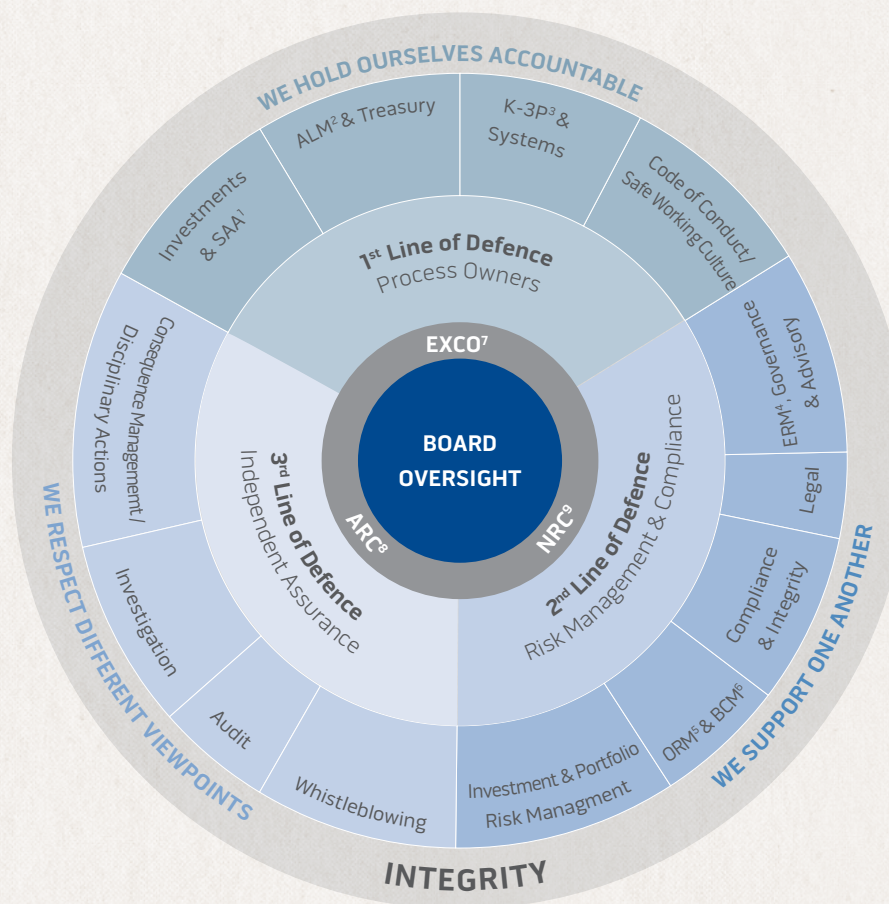 WE HOLD OURSELVES ACCOUNTABLE
Investments
& SAA¹
ALM² & Treasury
K-3P³ &
Systems
Code of Conduct/
Safe Working Culture
1st Line of Defence
Process Owners
EXCO⁷
BOARD
OVERSIGHT
ARC⁸
NRC⁹
ERM⁴, Governance
& Advisory
Legal
Compliance
& Integrity
ORM⁵ & BCM⁶
Investment & Portfolio
Risk Managment
2nd Line of Defence
Risk Management & Compliance
WE SUPPORT ONE ANOTHER
3rd Line of Defence
Independent Assurance
Consequence Managememt/
Disciplinary Actions
Investigation
Audit
Whistleblowing
WE RESPECT DIFFERENT VIEWPOINTS
INTEGRITY